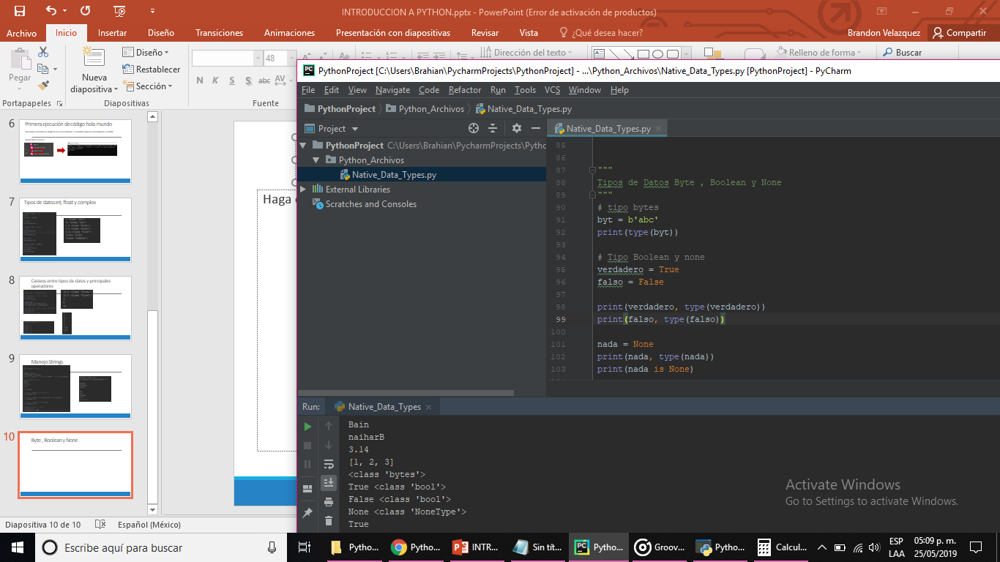 INTRODUCCION A PYTHON.pptx - PowerPoint (Error de activación de productos)
Archivo Inicio Insertar Diseño Transiciones Animaciones Presentación con diapositivas Revisar Vista ¿Qué desea hacer? Brandon Velazquez Compartir
Pegar
Nueva diapositiva
Diseño
Restablecer
Sección
48
N K S S abc AV
Dirección del texto
Relleno de forma
Buscar
Portapapeles Diapositivas Fuente
6 Primera ejecución de código hola mundo
7 Tipos de datos int, float y complex
8 Casteos entre tipos de datos y principales operadores
9 Manejo Strings
10 Byte , Boolean y None
Haga
PythonProject [C:\Users\Brahian\PycharmProjects\PythonProject] - ...\Python_Archivos\Native_Data_Types.py [PythonProject] - PyCharm
File Edit View Navigate Code Refactor Run Tools VCS Window Help
PythonProject Python_Archivos Native_Data_Types.py
Project
Native_Data_Types.py
PythonProject C:\Users\Brahian\PycharmProjects\Pytho
Python_Archivos
Native_Data_Types.py
External Libraries
Scratches and Consoles
85
86
87 """
88 Tipos de Datos Byte , Boolean y None
89 """
90 # tipo bytes
91 byt = b'abc'
92 print(type(byt))
93
94 # Tipo Boolean y none
95 verdadero = True
96 falso = False
98 print(verdadero, type(verdadero))
99 print(falso, type(falso))
100
101 nada = None
102 print(nada, type(nada))
103 print(nada is None)
Run: Native_Data_Types
Bain
naiharB
3.14
[1, 2, 3]
<class 'bytes'>
True <class 'bool'>
False <class 'bool'>
None <class 'NoneType'>
True
Activate Windows
Go to Settings to activate Windows.
Diapositiva 10 de 10 Español (México)
Escribe aquí para buscar
Pytho... Pytho... INTR... Sin tít... Pytho... Groov... Pytho... Calcul...
ESP
LAA
05:09 p. m.
25/05/2019